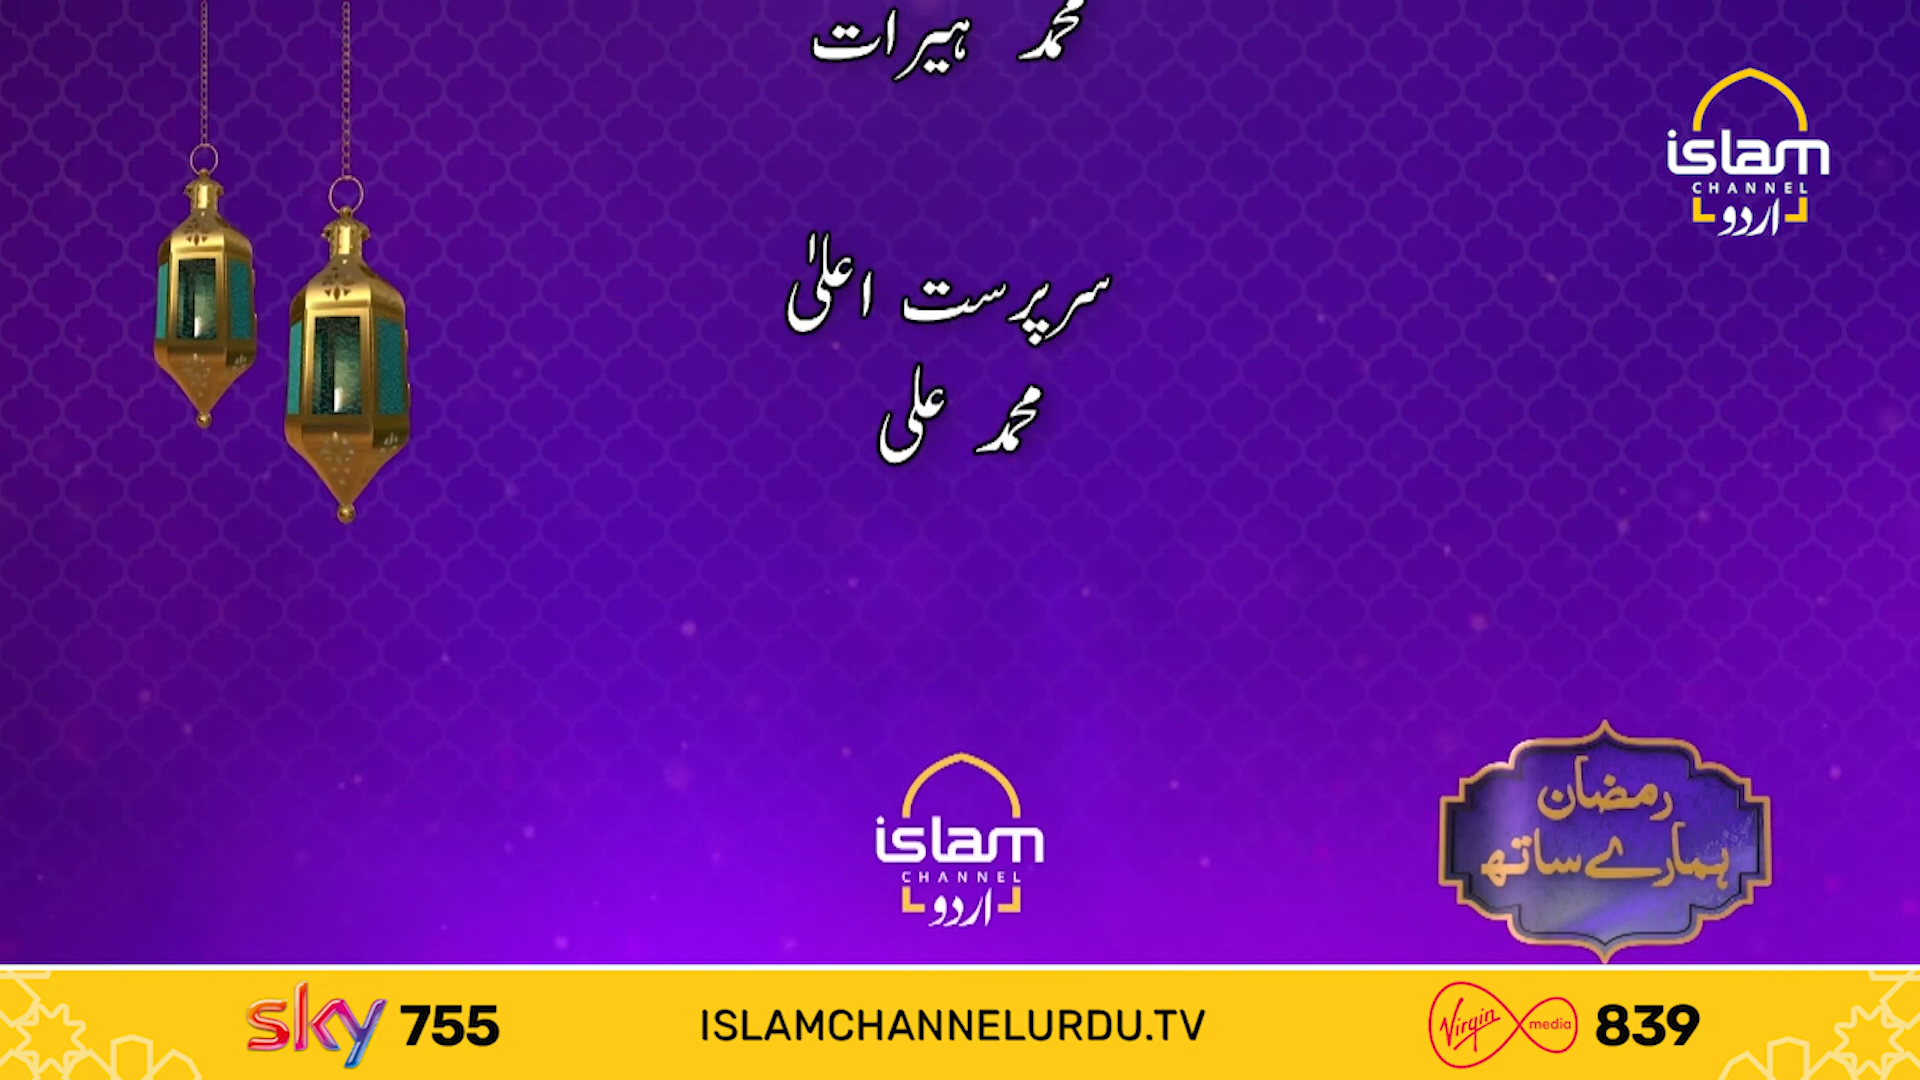 محمد ہیرات
islam
CHANNEL
اردو
سرپرست اعلیٰ
محمد علی
islam
CHANNEL
اردو
رمضان
ہمارے ساتھ
sky 755
ISLAMCHANNELURDU.TV
Virgin media 839